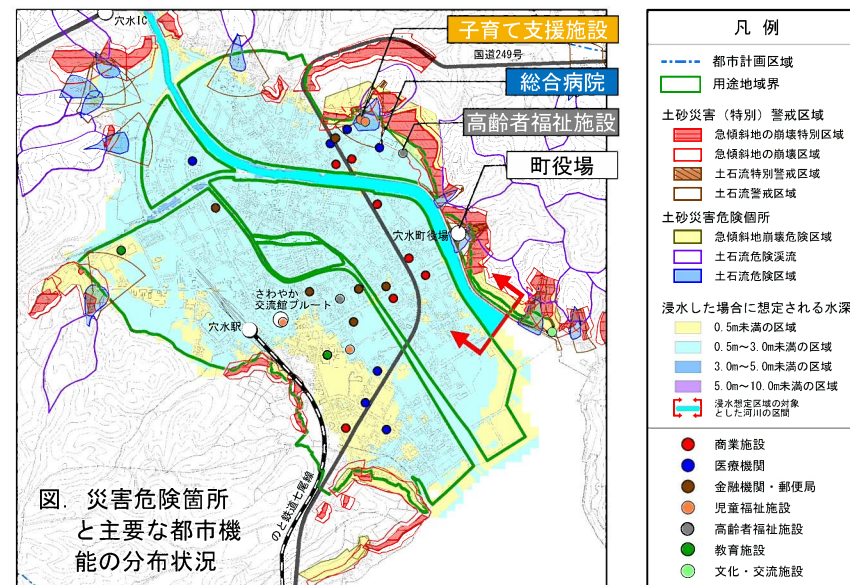 穴水IC
子育て支援施設
国道249号
総合病院
高齢者福祉施設
町役場
穴水町役場
さわやか
交流館プルート
穴水駅
のと鉄道七尾線
図．災害危険箇所
と主要な都市機
能の分布状況
凡 例
都市計画区域
用途地域界
土砂災害（特別）警戒区域
急傾斜地の崩壊特別区域
急傾斜地の崩壊区域
土石流特別警戒区域
土石流警戒区域
土砂災害危険個所
急傾斜地崩壊危険区域
土石流危険渓流
土石流危険区域
浸水した場合に想定される水深
0.5m未満の区域
0.5m～3.0m未満の区域
3.0m～5.0m未満の区域
5.0m～10.0m未満の区域
浸水想定区域の対象
とした河川の区間
商業施設
医療機関
金融機関・郵便局
児童福祉施設
高齢者福祉施設
教育施設
文化・交流施設